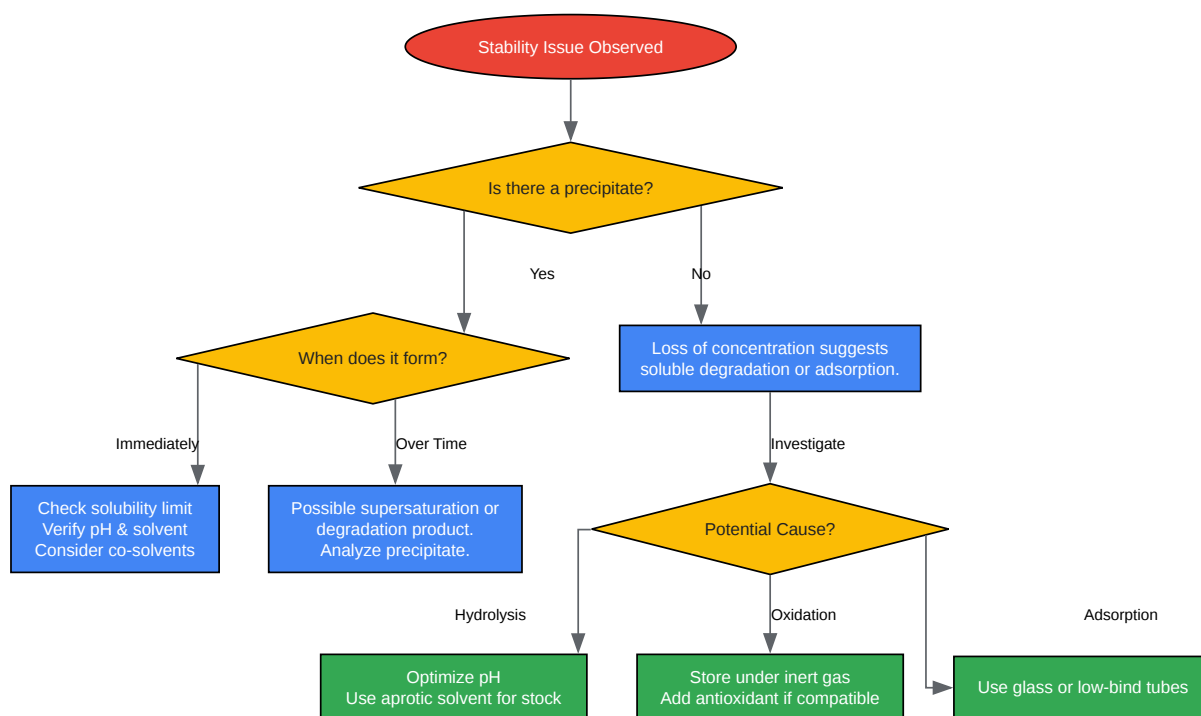 Stability Issue Observed
Is there a precipitate?
Yes
No
When does it form?
Loss of concentration suggests
soluble degradation or adsorption.
Immediately
Over Time
Investigate
Check solubility limit
Verify pH & solvent
Consider co-solvents
Possible supersaturation or
degradation product.
Analyze precipitate.
Potential Cause?
Hydrolysis
Oxidation
Adsorption
Optimize pH
Use aprotic solvent for stock
Store under inert gas
Add antioxidant if compatible
Use glass or low-bind tubes